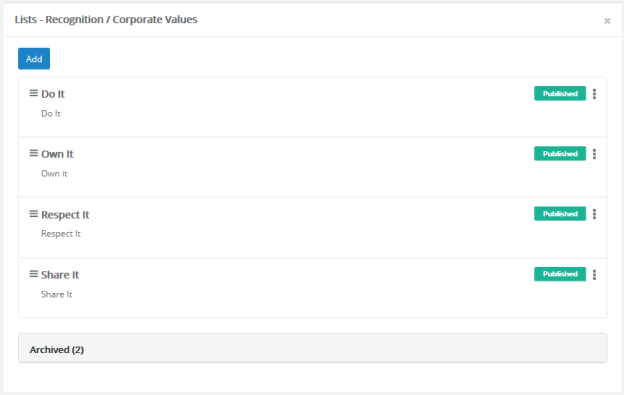 Lists - Recognition / Corporate Values
Add
Do It
Published
Do It
Own It
Published
Own it
Respect It
Published
Respect It
Share It
Published
Share It
Archived (2)